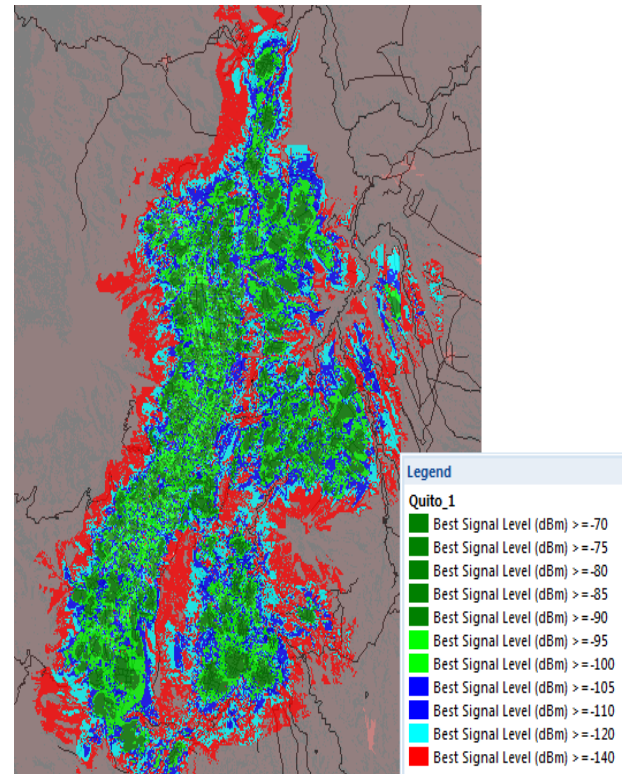 Legend
Quito_1
Best Signal Level (dBm) >=-70
Best Signal Level (dBm) >=-75
Best Signal Level (dBm) >=-80
Best Signal Level (dBm) >=-85
Best Signal Level (dBm) >=-90
Best Signal Level (dBm) >=-95
Best Signal Level (dBm) >=-100
Best Signal Level (dBm) >=-105
Best Signal Level (dBm) >=-110
Best Signal Level (dBm) >=-120
Best Signal Level (dBm) >=-140